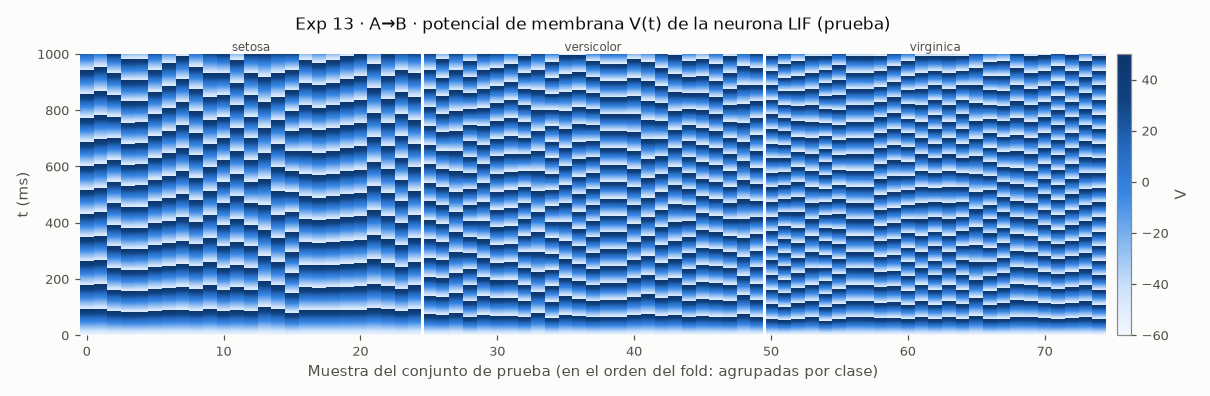 Exp 13 · A→B · potencial de membrana V(t) de la neurona LIF (prueba)
setosa
versicolor
virginica
1000
800
600
400
200
0
t (ms)
0
10
20
30
40
50
60
70
Muestra del conjunto de prueba (en el orden del fold: agrupadas por clase)
40
20
0
−20
−40
−60
V